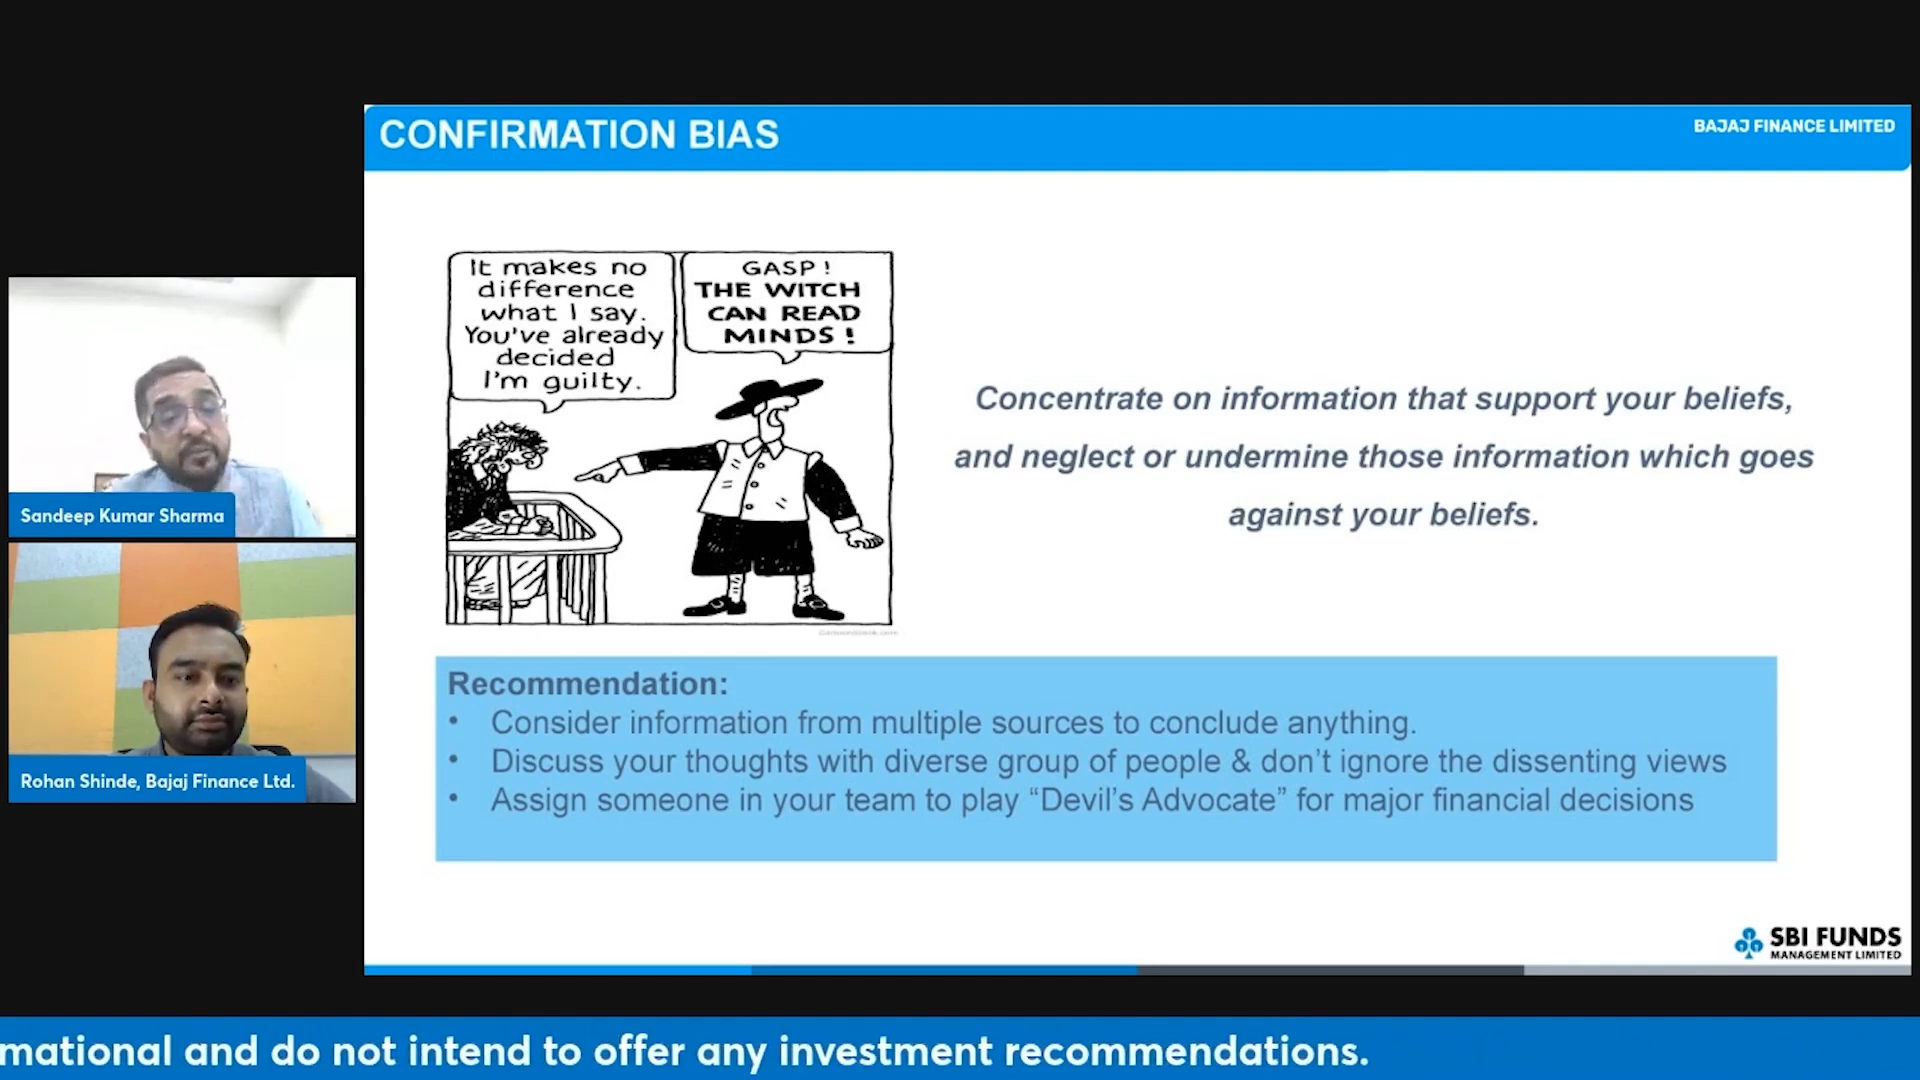 CONFIRMATION BIAS
BAJAJ FINANCE LIMITED
It makes no
difference
what I say.
You've already
decided
I'm guilty.
GASP!
THE WITCH
CAN READ
MINDS!
Concentrate on information that support your beliefs,
and neglect or undermine those information which goes
against your beliefs.
Sandeep Kumar Sharma
Rohan Shinde, Bajaj Finance Ltd.
Recommendation:
• Consider information from multiple sources to conclude anything.
• Discuss your thoughts with diverse group of people & don't ignore the dissenting views
• Assign someone in your team to play “Devil's Advocate” for major financial decisions
SBI FUNDS
MANAGEMENT LIMITED
mational and do not intend to offer any investment recommendations.